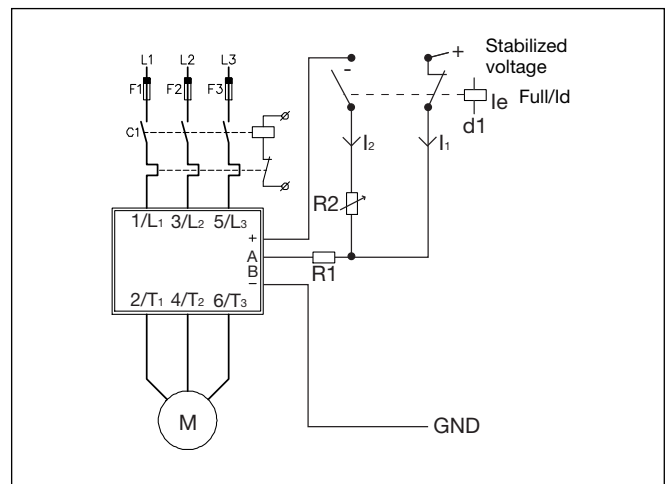 L1 L2 L3
F1 F2 F3
C1
1/L1 3/L2 5/L3
+
A
B
−
2/T1 4/T2 6/T3
M
-
+
Stabilized
voltage
Ie Full/Id
d1
I2 I1
R2
R1
GND